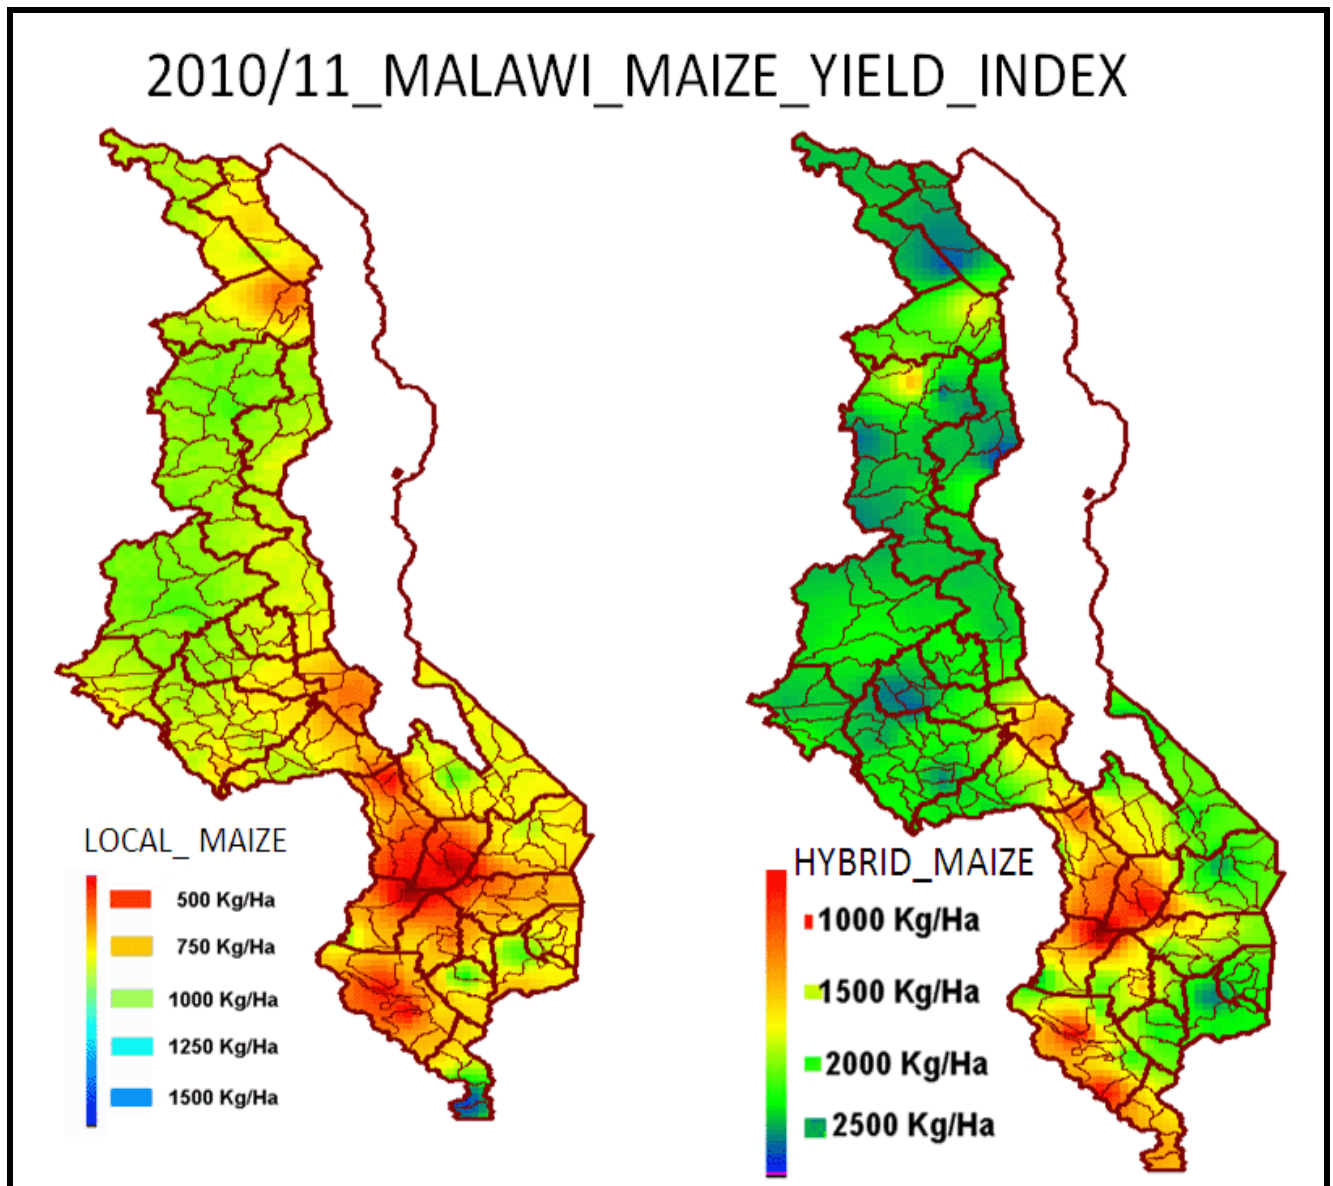 2010/11_MALAWI_MAIZE_YIELD_INDEX
LOCAL_ MAIZE
500 Kg/Ha
750 Kg/Ha
1000 Kg/Ha
1250 Kg/Ha
1500 Kg/Ha
HYBRID_MAIZE
1000 Kg/Ha
1500 Kg/Ha
2000 Kg/Ha
2500 Kg/Ha